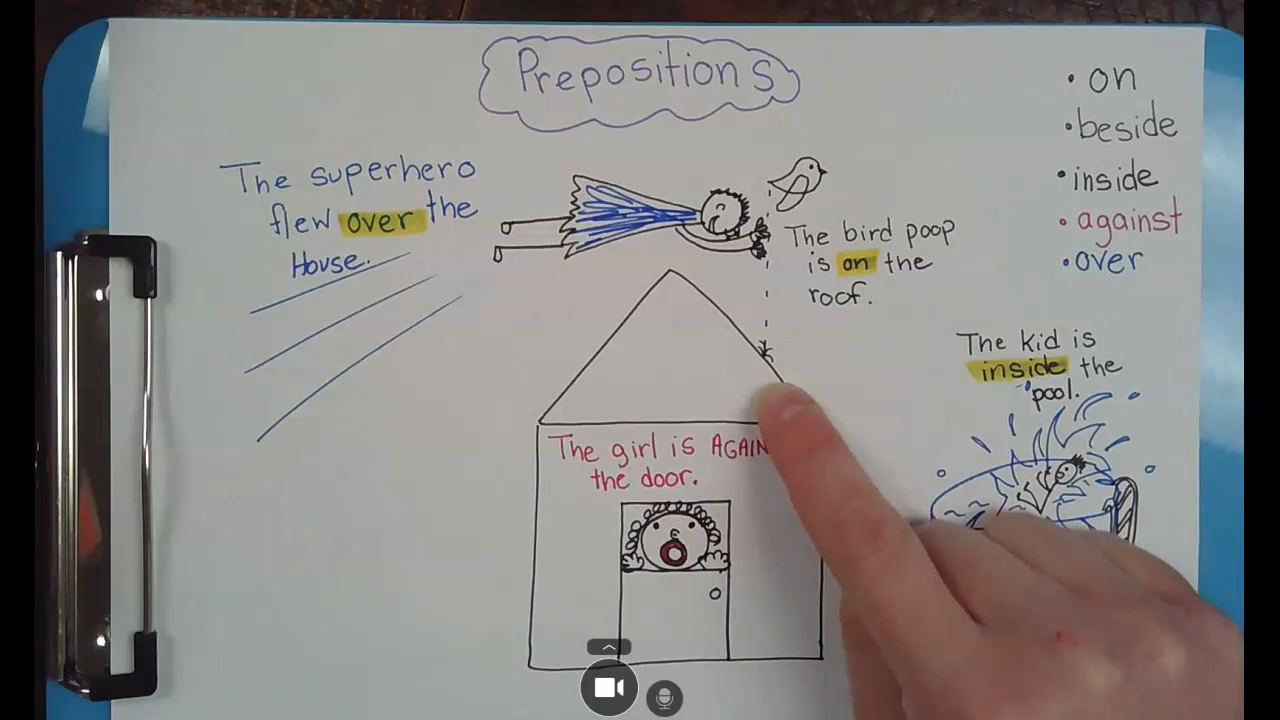 Prepositions
The superhero
flew over the
House.
The bird poop
is on the
roof.
• on
• beside
• inside
• against
• over
The kid is
inside the
pool.
The girl is
the door.